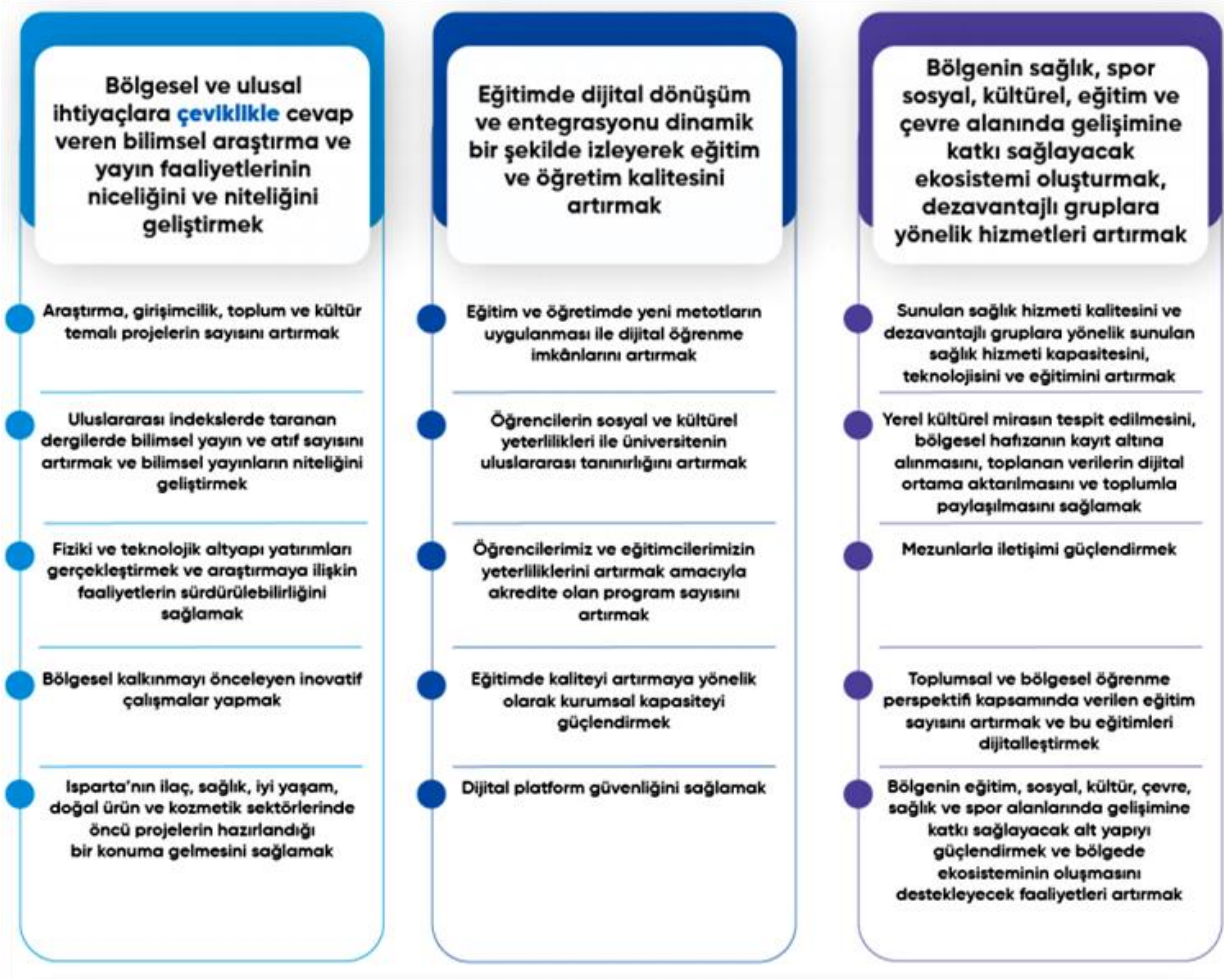 Bölgesel ve ulusal
ihtiyaçlara çeviklikle cevap
veren bilimsel araştırma ve
yayın faaliyetlerinin
niceliğini ve niteliğini
geliştirmek
Araştırma, girişimcilik, toplum ve kültür
temalı projelerin sayısını artırmak
Uluslararası indekslerde taranan
dergilerde bilimsel yayın ve atıf sayısını
artırmak ve bilimsel yayınların niteliğini
geliştirmek
Fiziki ve teknolojik altyapı yatırımları
gerçekleştirmek ve araştırmaya ilişkin
faaliyetlerin sürdürülebilirliğini
sağlamak
Bölgesel kalkınmayı önceleyen inovatif
çalışmalar yapmak
Isparta’nın ilaç, sağlık, iyi yaşam,
doğal ürün ve kozmetik sektörlerinde
öncü projelerin hazırlandığı
bir konuma gelmesini sağlamak
Eğitimde dijital dönüşüm
ve entegrasyonu dinamik
bir şekilde izleyerek eğitim
ve öğretim kalitesini
artırmak
Eğitim ve öğretimde yeni metotların
uygulanması ile dijital öğrenme
imkânlarını artırmak
Öğrencilerin sosyal ve kültürel
yeterlilikleri ile üniversitenin
uluslararası tanınırlığını artırmak
Öğrencilerimiz ve eğitimcilerimizin
yeterliliklerini artırmak amacıyla
akredite olan program sayısını
artırmak
Eğitimde kaliteyi artırmaya yönelik
olarak kurumsal kapasiteyi
güçlendirmek
Dijital platform güvenliğini sağlamak
Bölgenin sağlık, spor
sosyal, kültürel, eğitim ve
çevre alanında gelişimine
katkı sağlayacak
ekosistemi oluşturmak,
dezavantajlı gruplara
yönelik hizmetleri artırmak
Sunulan sağlık hizmeti kalitesini ve
dezavantajlı gruplara yönelik sunulan
sağlık hizmeti kapasitesini,
teknolojisini ve eğitimini artırmak
Yerel kültürel mirasın tespit edilmesini,
bölgesel hafızanın kayıt altına
alınmasını, toplanan verilerin dijital
ortama aktarılmasını ve toplumla
paylaşılmasını sağlamak
Mezunlarla iletişimi güçlendirmek
Toplumsal ve bölgesel öğrenme
perspektifi kapsamında verilen eğitim
sayısını artırmak ve bu eğitimleri
dijitalleştirmek
Bölgenin eğitim, sosyal, kültür, çevre,
sağlık ve spor alanlarında gelişimine
katkı sağlayacak alt yapıyı
güçlendirmek ve bölgede
ekosisteminin oluşmasını
destekleyecek faaliyetleri artırmak